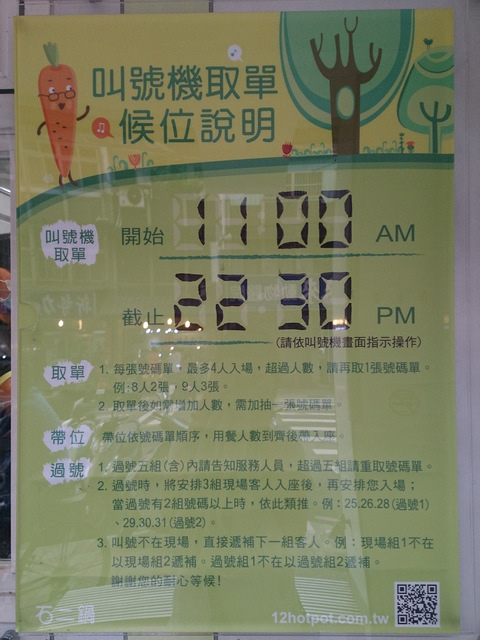 叫號機取單
候位說明
叫號機
取單
開始 11:00 AM
截止 22:30 PM
(請依叫號機畫面指示操作)
取單
1. 每張號碼單，最多4人入場，超過人數，請再取1張號碼單。
例:8人2張，9人3張。
2. 取單後如需增加人數，需加抽一張號碼單。
帶位
帶位依號碼單順序，用餐人數到齊後帶入座。
過號
1. 過號五組(含)內請告知服務人員，超過五組請重取號碼單。
2. 過號時，將安排3組現場客人入座後，再安排您入場；
當過號有2組號碼以上時，依此類推。例：25.26.28(過號1)
、29.30.31(過號2)。
3. 叫號不在現場，直接遞補下一組客人。例：現場組1不在
以現場組2遞補。過號組1不在以過號組2遞補。
謝謝您的耐心等候！
石二鍋
12hotpot.com.tw